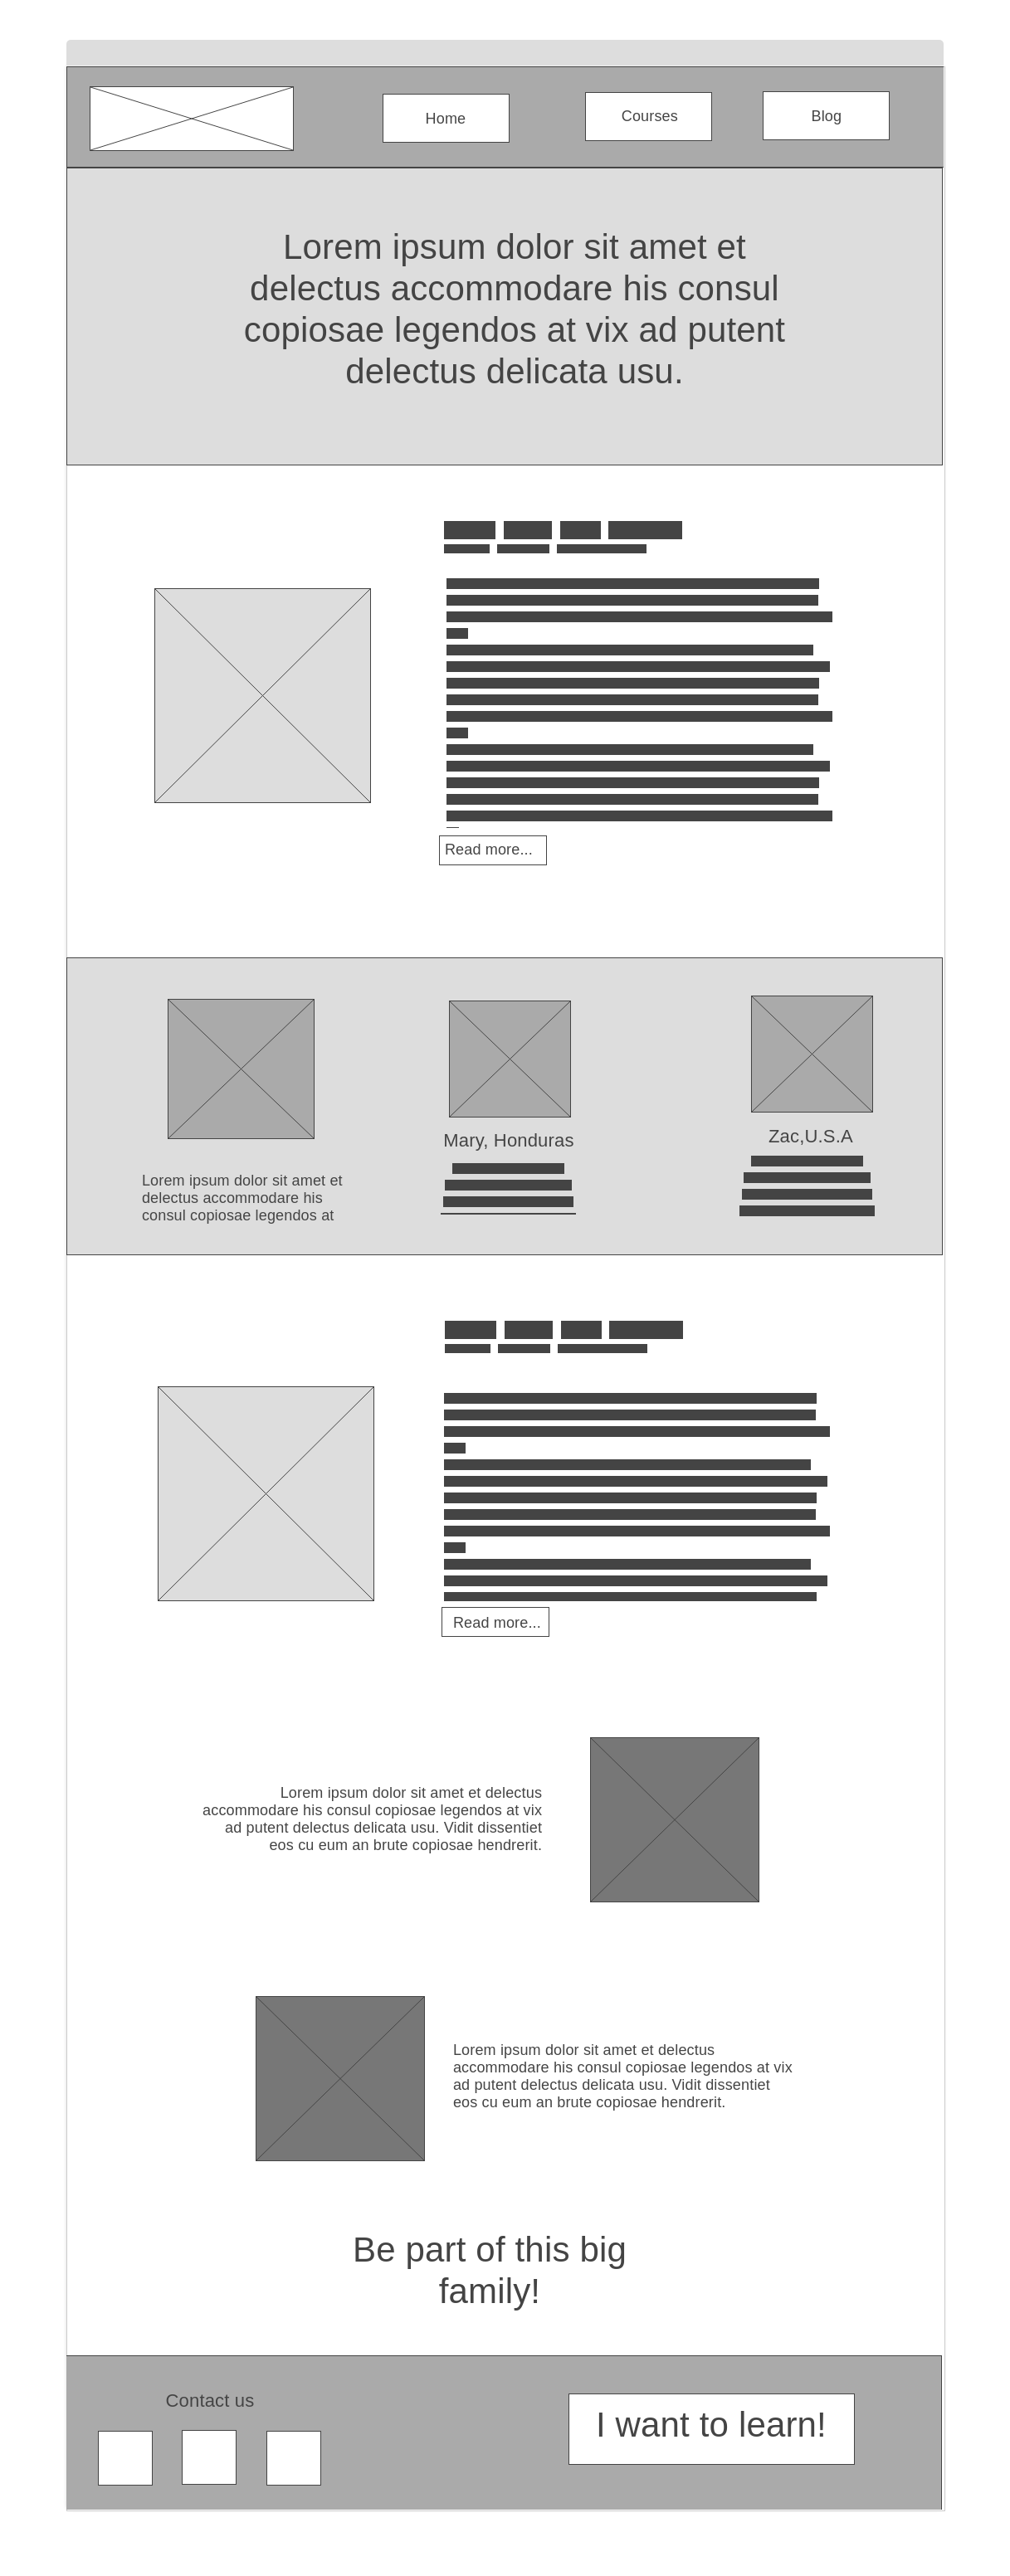 Home
Courses
Blog
Lorem ipsum dolor sit amet et
delectus accommodare his consul
copiosae legendos at vix ad putent
delectus delicata usu.
Read more...
Lorem ipsum dolor sit amet et
delectus accommodare his
consul copiosae legendos at
Mary, Honduras
Zac,U.S.A
Read more...
Lorem ipsum dolor sit amet et delectus
accommodare his consul copiosae legendos at vix
ad putent delectus delicata usu. Vidit dissentiet
eos cu eum an brute copiosae hendrerit.
Lorem ipsum dolor sit amet et delectus
accommodare his consul copiosae legendos at vix
ad putent delectus delicata usu. Vidit dissentiet
eos cu eum an brute copiosae hendrerit.
Be part of this big
family!
Contact us
I want to learn!